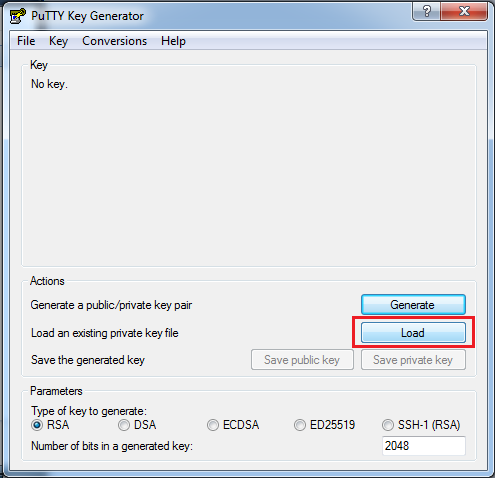 PuTTY Key Generator
File Key Conversions Help
Key
No key.
Actions
Generate a public/private key pair Generate
Load an existing private key file Load
Save the generated key Save public key Save private key
Parameters
Type of key to generate:
RSA DSA ECDSA ED25519 SSH-1 (RSA)
Number of bits in a generated key: 2048